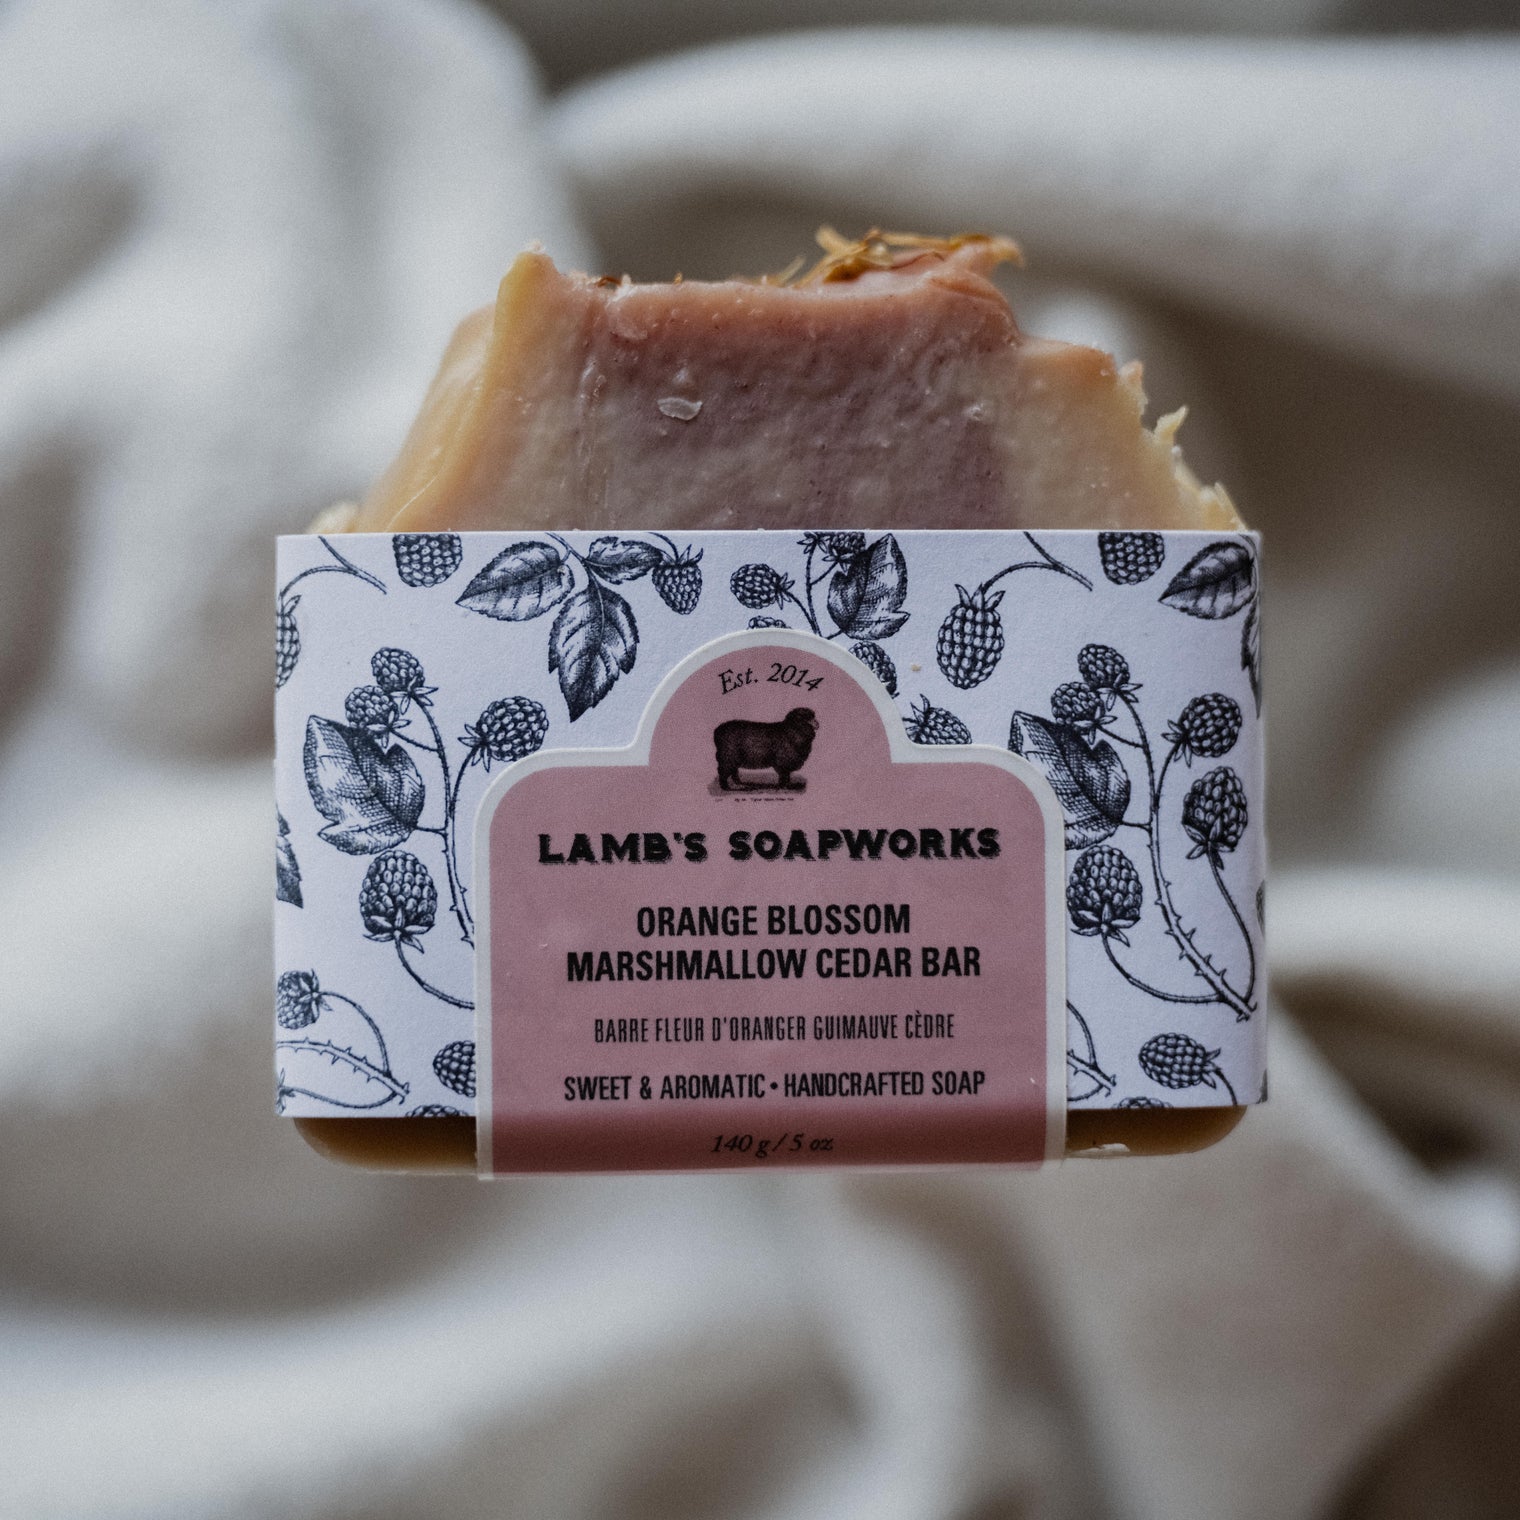 Est. 2014
LAMB'S SOAPWORKS
ORANGE BLOSSOM
MARSHMALLOW CEDAR BAR
BARRE FLEUR D'ORANGER GUIMAUVE CÈDRE
SWEET & AROMATIC • HANDCRAFTED SOAP
140 g / 5 oz